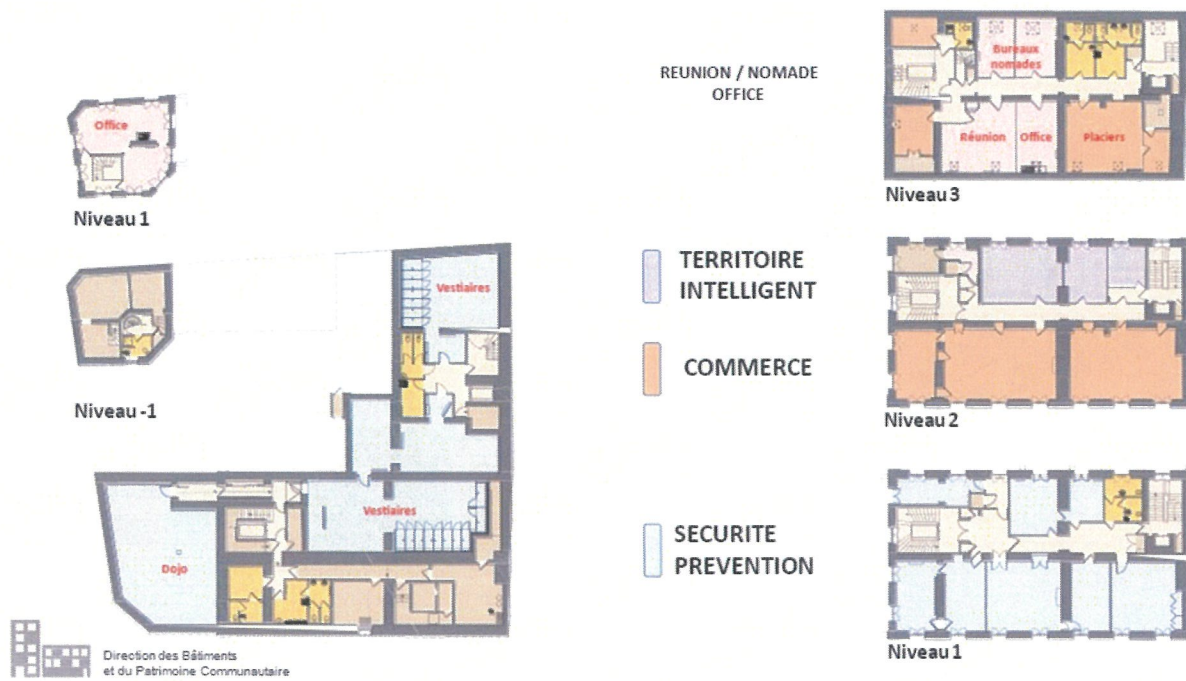 Office
Niveau 1
Niveau -1
Vestiaires
Vestiaires
Dojo
Direction des Bâtiments
et du Patrimoine Communautaire
REUNION / NOMADE
OFFICE
TERRITOIRE
INTELLIGENT
COMMERCE
SECURITE
PREVENTION
Bureaux
nomades
Réunion
Office
Placiers
Niveau 3
Niveau 2
Niveau 1